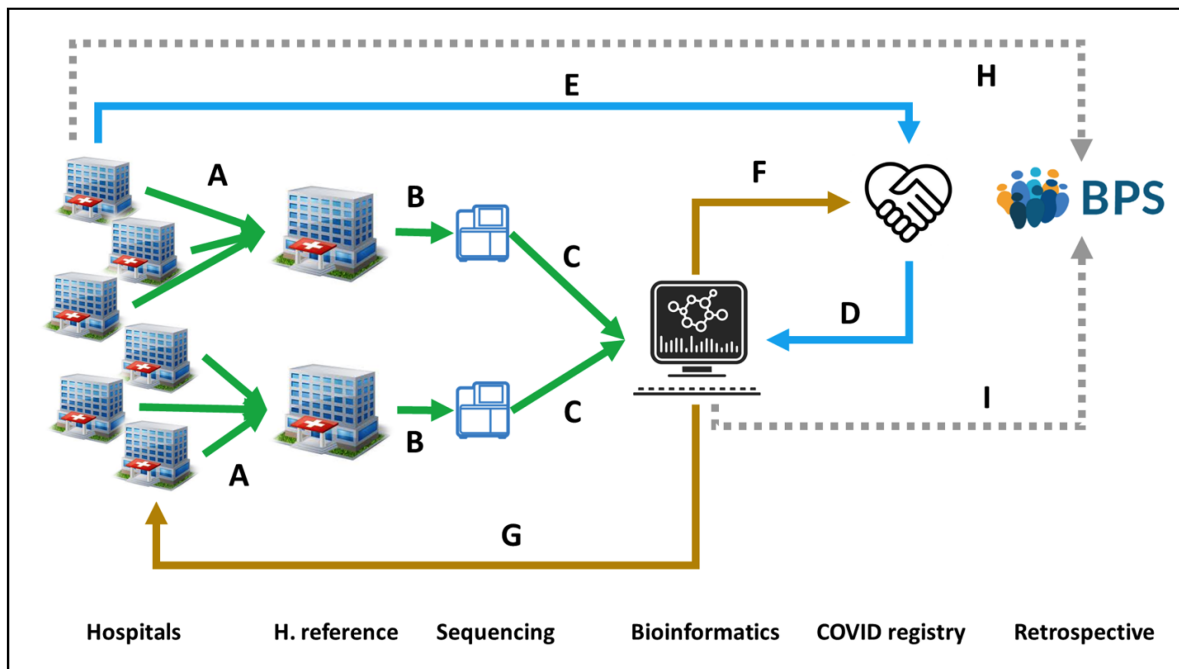 H
E
A
B
F
BPS
C
D
C
I
B
A
G
Hospitals
H. reference
Sequencing
Bioinformatics
COVID registry
Retrospective